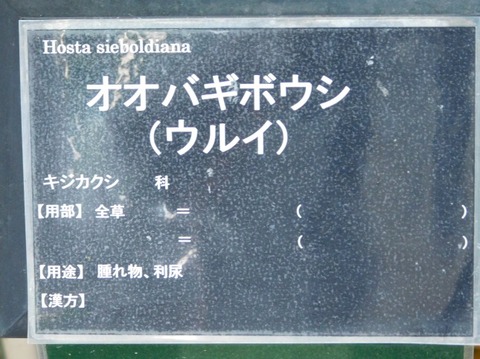 Hosta sieboldiana
オオバギボウシ
(ウルイ)
キジカクシ 科
【用部】 全草 = ( )
= ( )
【用途】 腫れ物、利尿
【漢方】